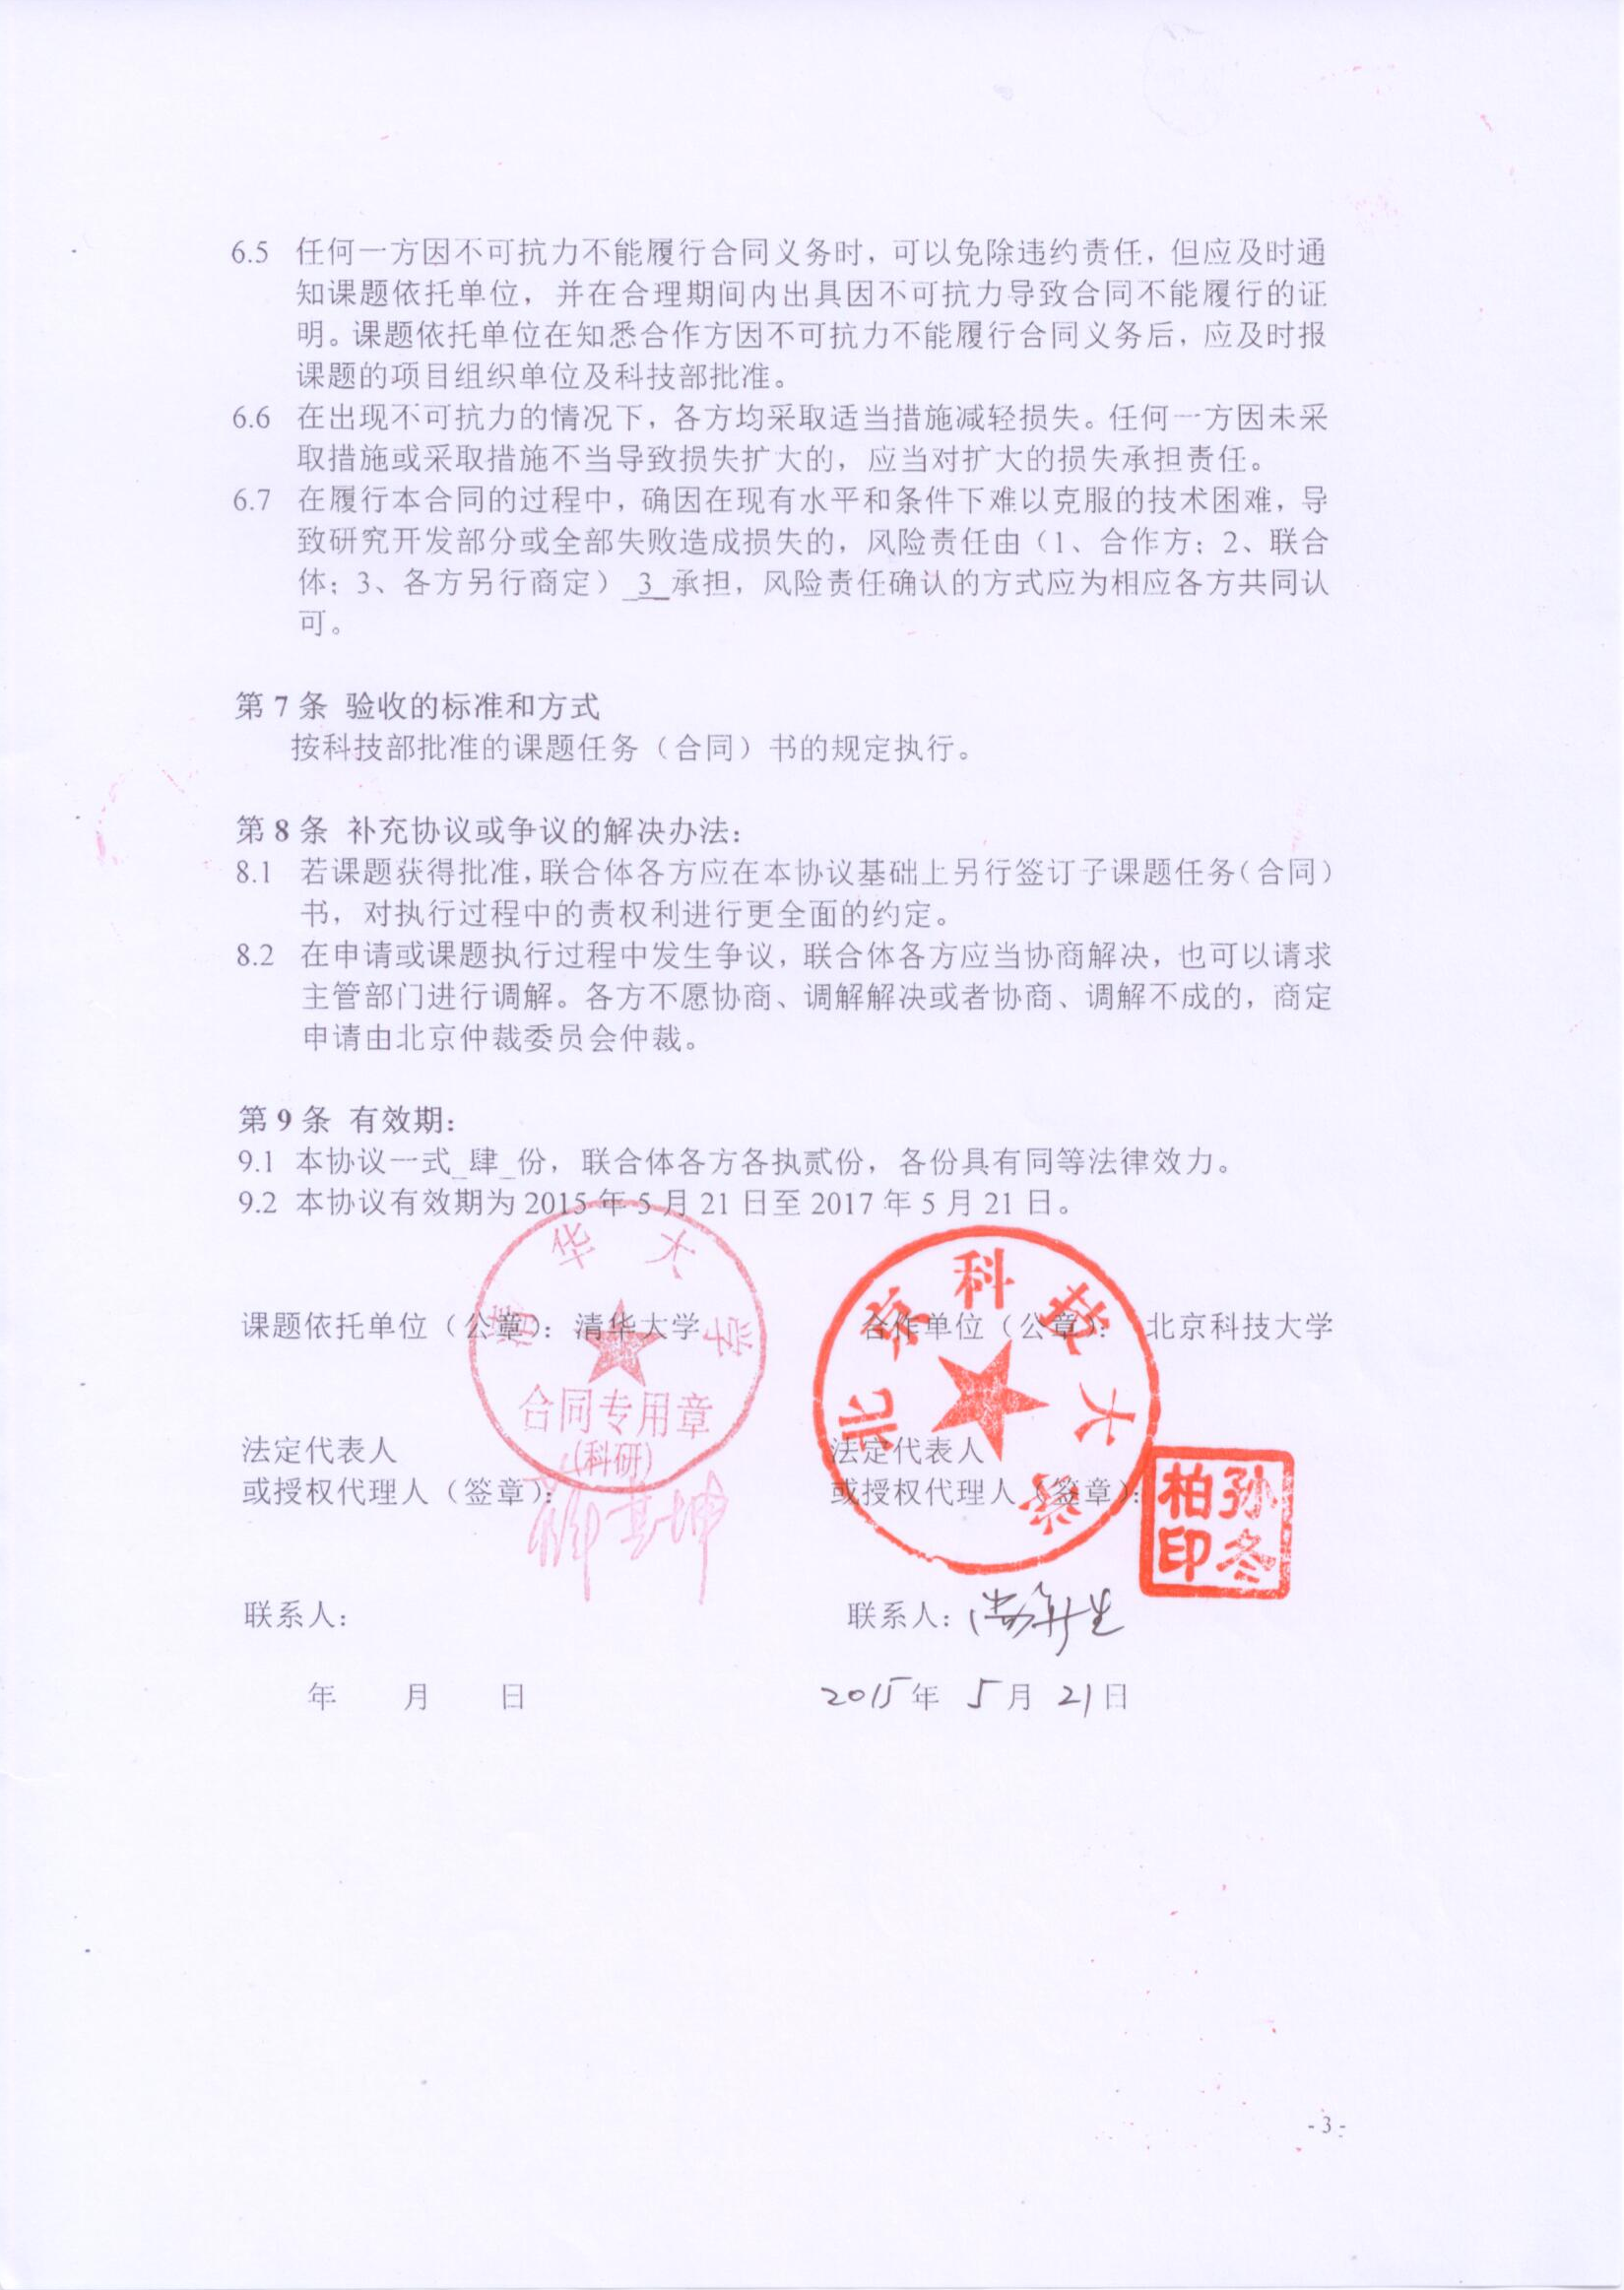 6.5 任何一方因不可抗力不能履行合同义务时，可以免除违约责任，但应及时通
知课题依托单位，并在合理期间内出具因不可抗力导致合同不能履行的证
明。课题依托单位在知悉合作方因不可抗力不能履行合同义务后，应及时报
课题的项目组织单位及科技部批准。
6.6 在出现不可抗力的情况下，各方均采取适当措施减轻损失。任何一方因未采
取措施或采取措施不当导致损失扩大的，应当对扩大的损失承担责任。
6.7 在履行本合同的过程中，确因在现有水平和条件下难以克服的技术困难，导
致研究开发部分或全部失败造成损失的，风险责任由（1、合作方；2、联合
体；3、各方另行商定）_3_承担，风险责任确认的方式应为相应各方共同认
可。
第 7 条 验收的标准和方式
按科技部批准的课题任务（合同）书的规定执行。
第 8 条 补充协议或争议的解决办法：
8.1 若课题获得批准，联合体各方应在本协议基础上另行签订子课题任务（合同）
书，对执行过程中的责权利进行更全面的约定。
8.2 在申请或课题执行过程中发生争议，联合体各方应当协商解决，也可以请求
主管部门进行调解。各方不愿协商、调解解决或者协商、调解不成的，商定
申请由北京仲裁委员会仲裁。
第 9 条 有效期：
9.1 本协议一式_肆_份，联合体各方各执贰份，各份具有同等法律效力。
9.2 本协议有效期为 2015 年 5 月 21 日至 2017 年 5 月 21 日。
课题依托单位（公章）：清华大学 合作单位（公章）： 北京科技大学
清华大学
合同专用章
(科研)
北京科技大学
法定代表人 法定代表人
或授权代理人（签章）： 或授权代理人（签章）：
孙冬
柏印
联系人： 联系人：
年 月 日 2015年 5月 21日
- 3 -